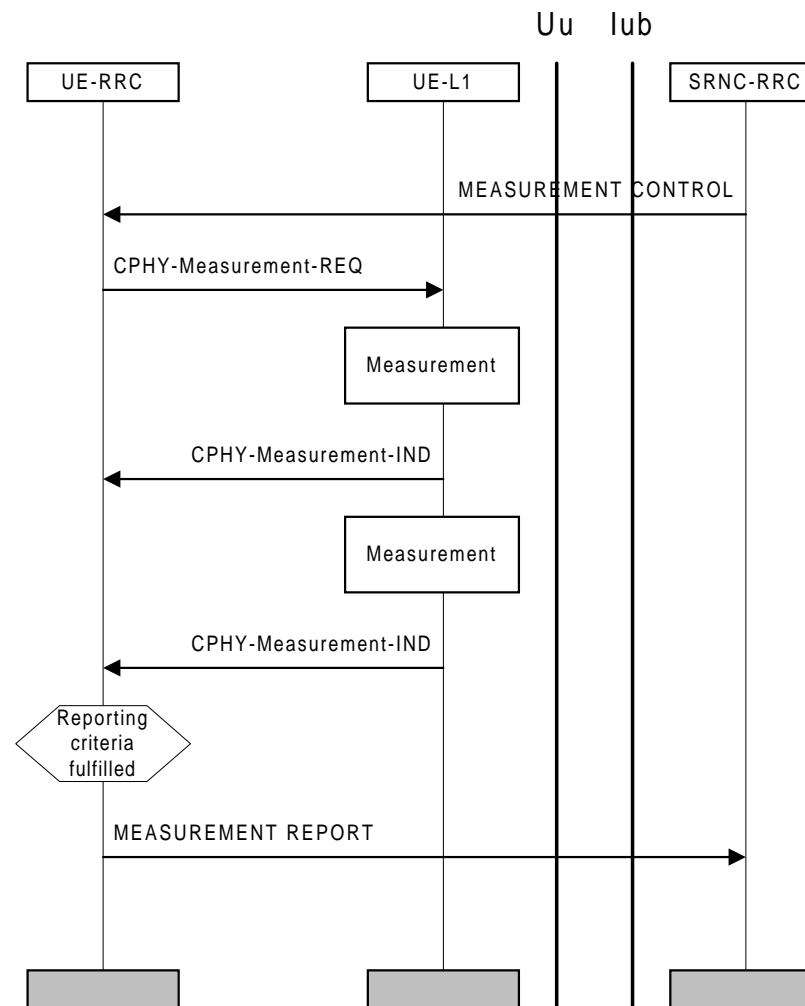 Uu Iub
UE-RRC UE-L1 SRNC-RRC
MEASUREMENT CONTROL
CPHY-Measurement-REQ
Measurement
CPHY-Measurement-IND
Measurement
CPHY-Measurement-IND
Reporting
criteria
fulfilled
MEASUREMENT REPORT